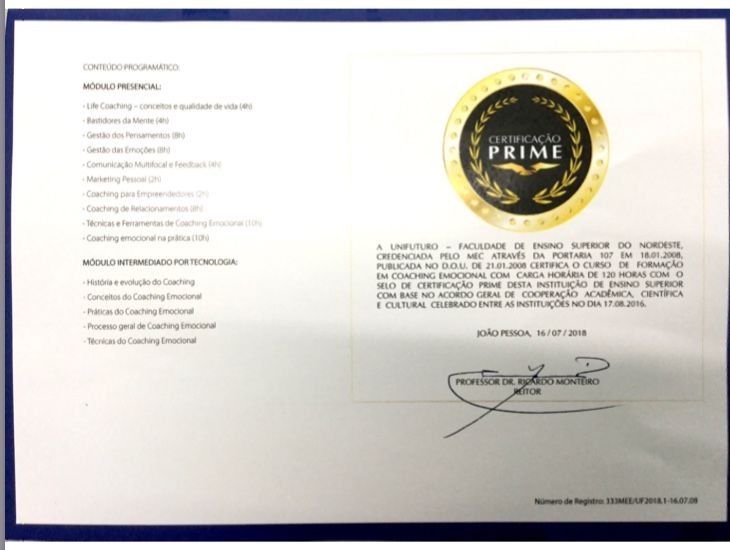 CONTEÚDO PROGRAMÁTICO:
MÓDULO PRESENCIAL:
- Life Coaching – conceitos e qualidade de vida (4h)
- Bastidores da Mente (4h)
- Gestão dos Pensamentos (8h)
- Gestão das Emoções (8h)
- Comunicação Multifocal e Feedback (4h)
- Marketing Pessoal (2h)
- Coaching para Empreendedores (2h)
- Coaching de Relacionamentos (8h)
- Técnicas e Ferramentas de Coaching Emocional (10h)
- Coaching emocional na prática (10h)
MÓDULO INTERMEDIADO POR TECNOLOGIA:
- História e evolução do Coaching
- Conceitos do Coaching Emocional
- Práticas do Coaching Emocional
- Processo geral de Coaching Emocional
- Técnicas do Coaching Emocional
CERTIFICAÇÃO
PRIME
A UNIFUTURO – FACULDADE DE ENSINO SUPERIOR DO NORDESTE,
CREDENCIADA PELO MEC ATRAVÉS DA PORTARIA 107 EM 18.01.2008,
PUBLICADA NO D.O.U. DE 21.01.2008 CERTIFICA O CURSO DE FORMAÇÃO
EM COACHING EMOCIONAL COM CARGA HORÁRIA DE 120 HORAS COM O
SELO DE CERTIFICAÇÃO PRIME DESTA INSTITUIÇÃO DE ENSINO SUPERIOR
COM BASE NO ACORDO GERAL DE COOPERAÇÃO ACADÊMICA, CIENTÍFICA
E CULTURAL CELEBRADO ENTRE AS INSTITUIÇÕES NO DIA 17.08.2016.
JOÃO PESSOA, 16/07/2018
PROFESSOR DR. RICARDO MONTEIRO
REITOR
Número de Registro: 333MEE/UF2018.1-16.07.08